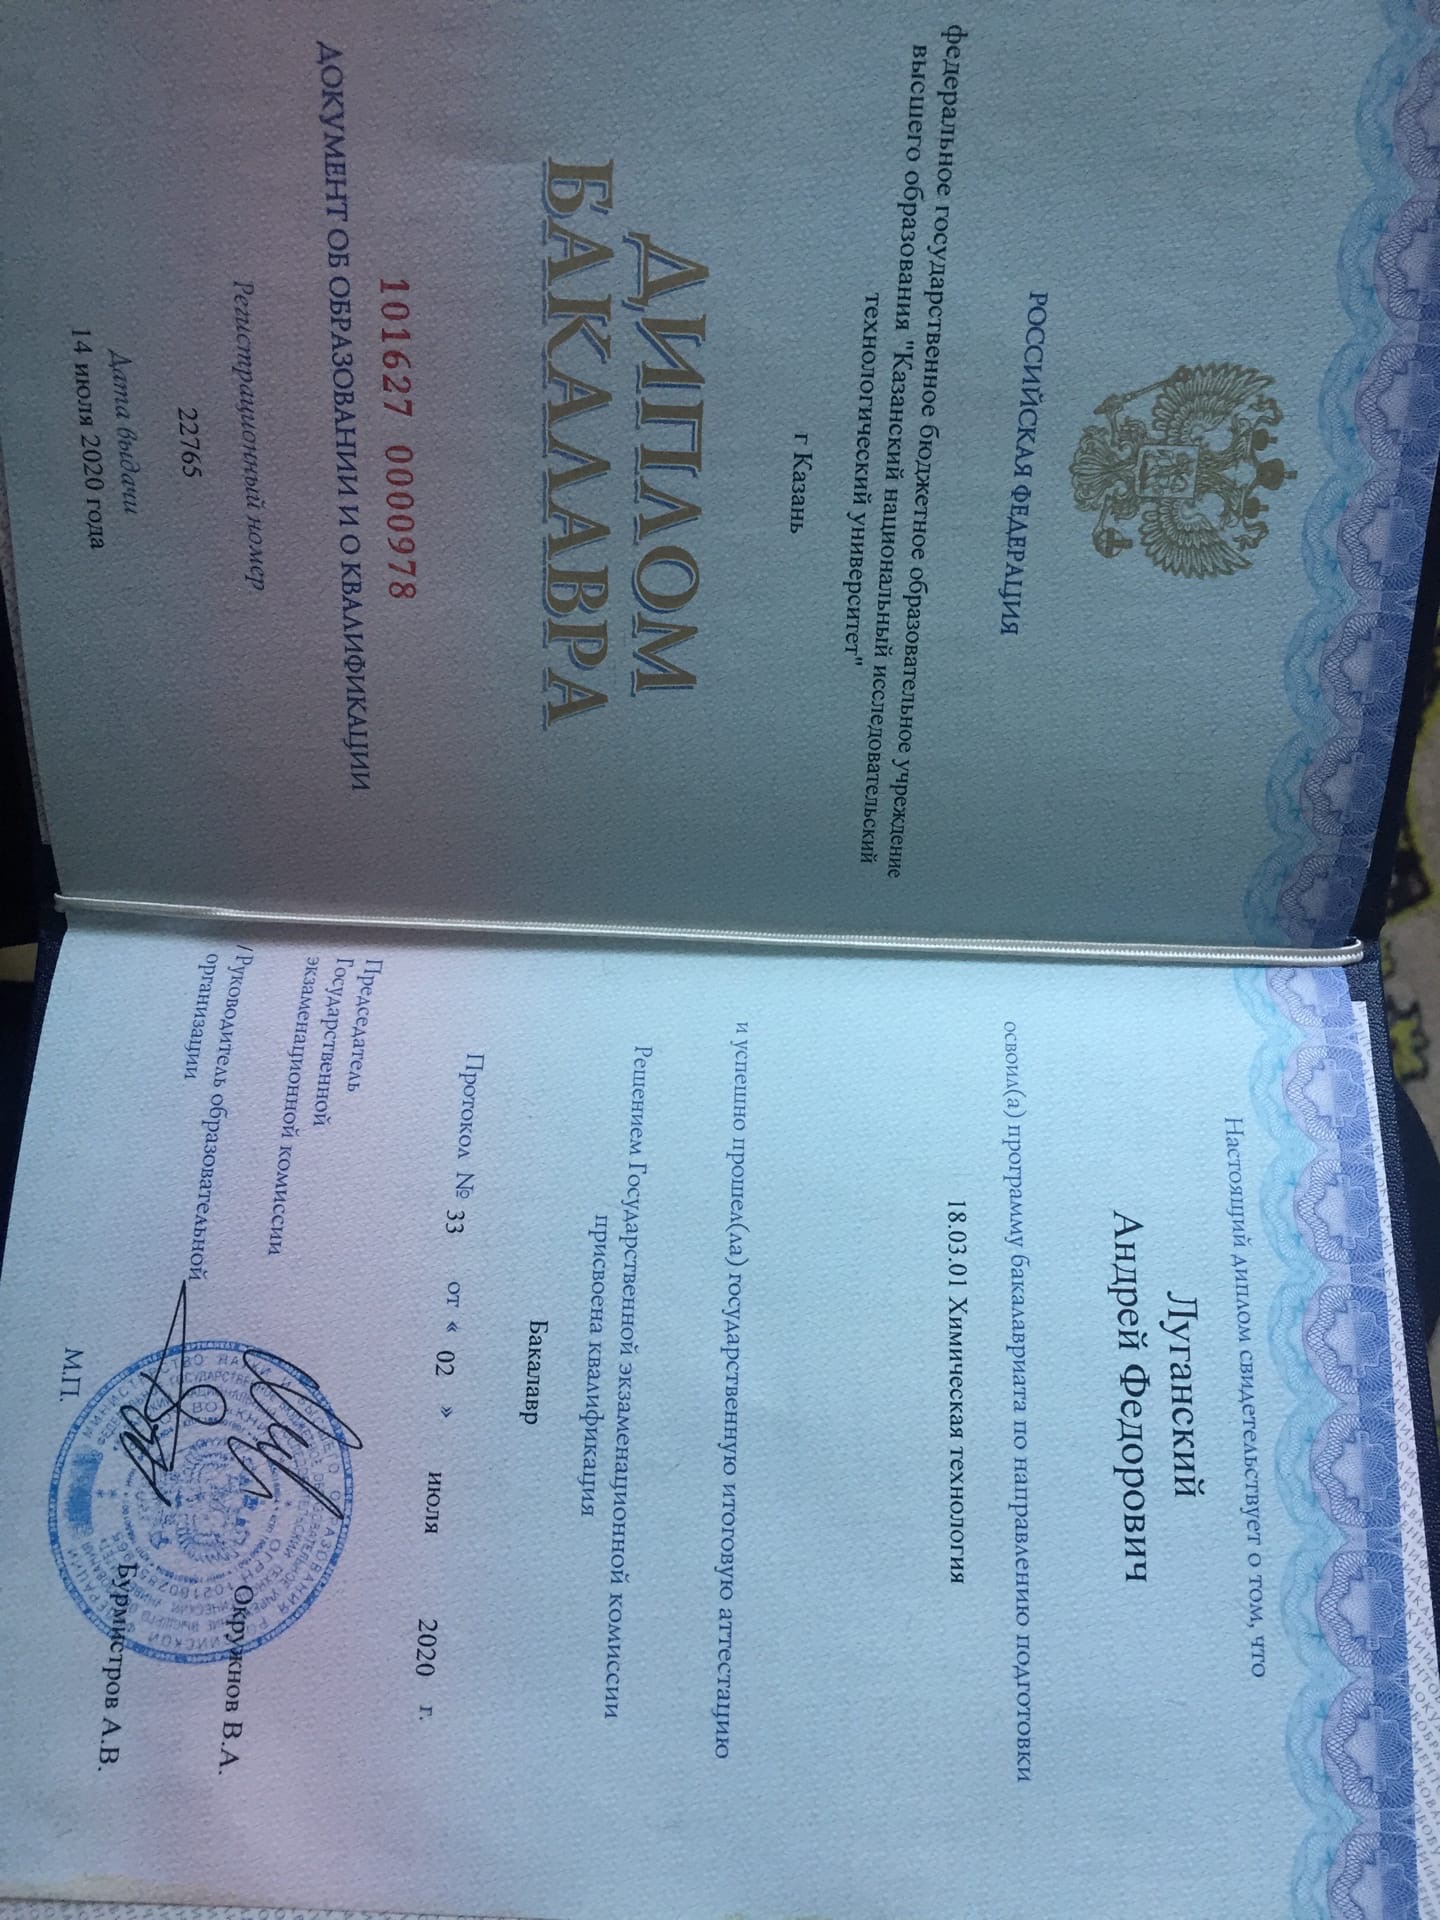 РОССИЙСКАЯ ФЕДЕРАЦИЯ
федеральное государственное бюджетное образовательное учреждение
высшего образования "Казанский национальный исследовательский
технологический университет"
г Казань
ДИПЛОМ
БАКАЛАВРА
101627 0000978
ДОКУМЕНТ ОБ ОБРАЗОВАНИИ И О КВАЛИФИКАЦИИ
Регистрационный номер
22765
Дата выдачи
14 июля 2020 года
Настоящий диплом свидетельствует о том, что
Луганский
Андрей Федорович
освоил(а) программу бакалавриата по направлению подготовки
18.03.01 Химическая технология
и успешно прошел(ла) государственную итоговую аттестацию
Решением Государственной экзаменационной комиссии
присвоена квалификация
Бакалавр
Протокол № 33 от « 02 » июля 2020 г.
Председатель
Государственной
экзаменационной комиссии
Окружнов В.А.
/Руководитель образовательной
организации
Бурмистров А.В.
М.П.